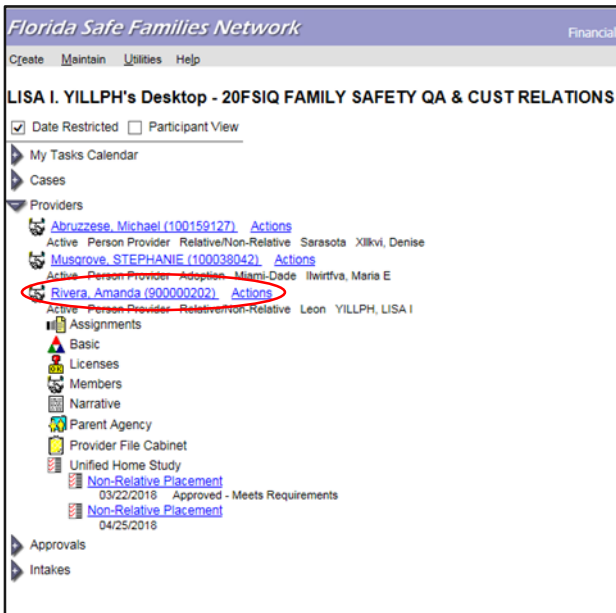 Florida Safe Families Network
Financial
Create Maintain Utilities Help
LISA I. YILLPH's Desktop - 20FSIQ FAMILY SAFETY QA & CUST RELATIONS
Date Restricted Participant View
My Tasks Calendar
Cases
Providers
Abruzzese, Michael (100159127) Actions
Active Person Provider Relative/Non-Relative Sarasota Xllkvi, Denise
Musgrove, STEPHANIE (100038042) Actions
Active Person Provider Adoption Miami-Dade Ilwirtfva, Maria E
Rivera, Amanda (900000202) Actions
Active Person Provider Relative/Non-Relative Leon YILLPH, LISA I
Assignments
Basic
Licenses
Members
Narrative
Parent Agency
Provider File Cabinet
Unified Home Study
Non-Relative Placement
03/22/2018 Approved - Meets Requirements
Non-Relative Placement
04/25/2018
Approvals
Intakes